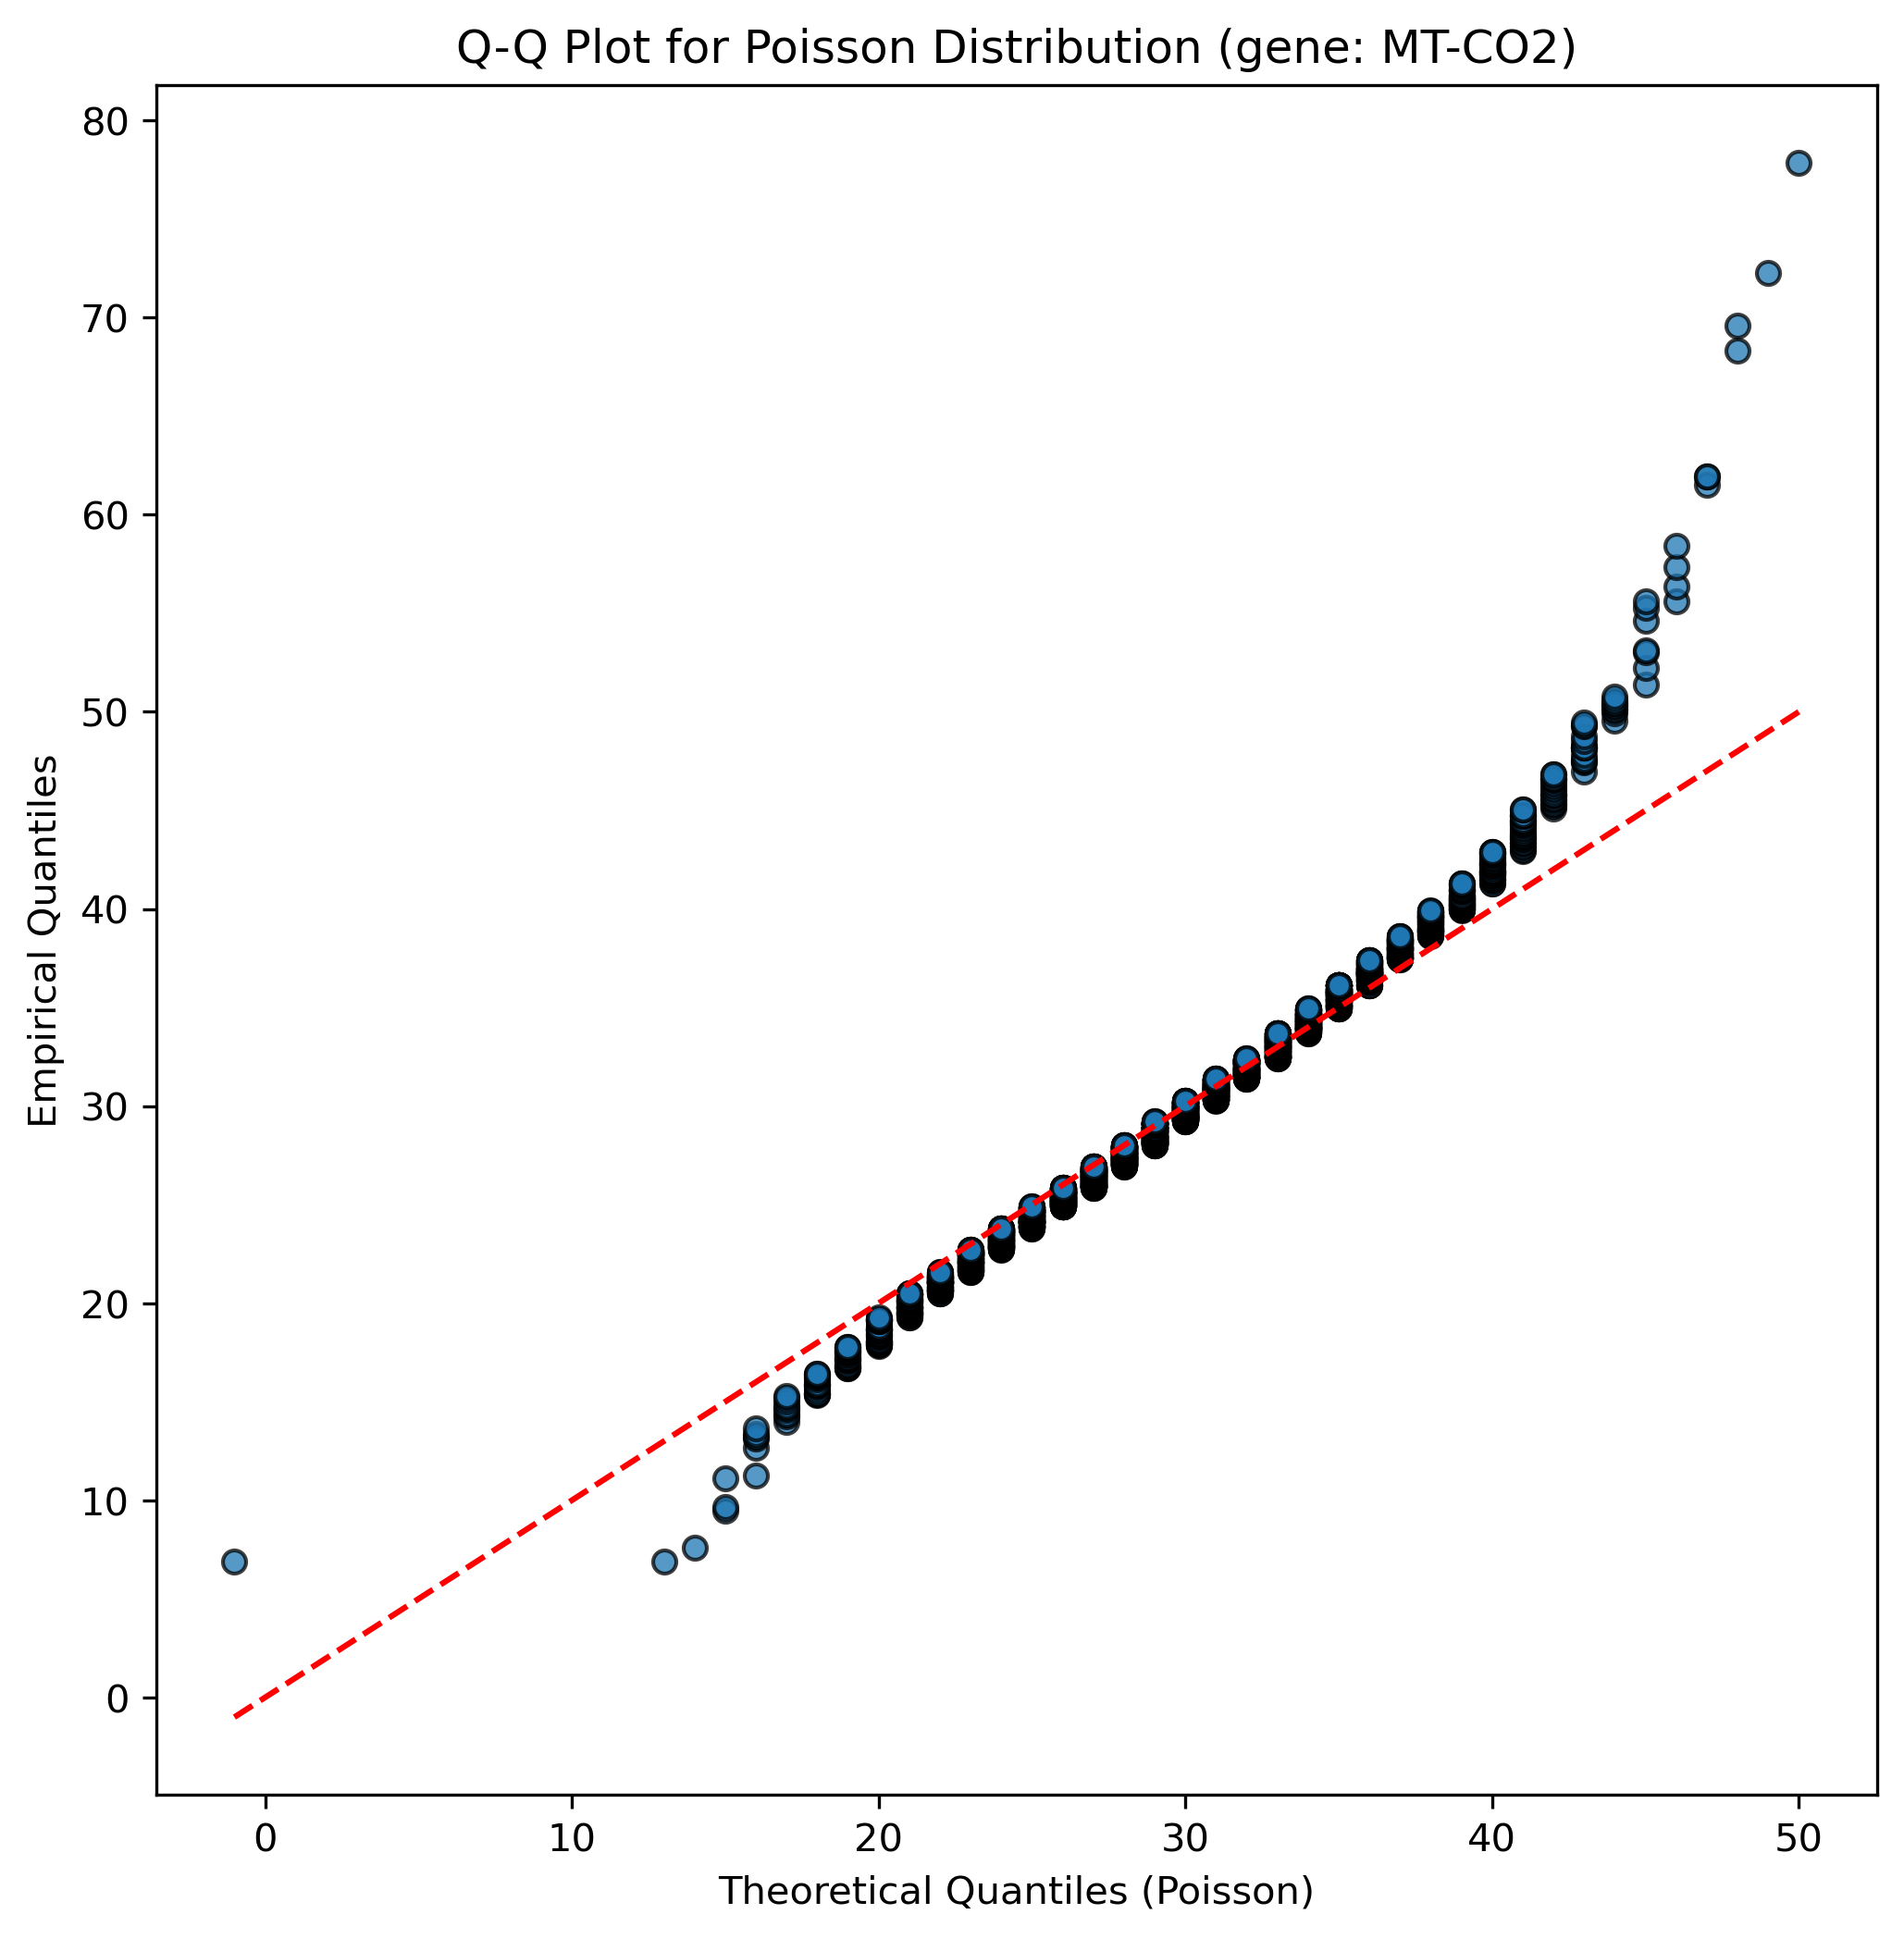 Q-Q Plot for Poisson Distribution (gene: MT-CO2)
80
70
60
50
40
30
20
10
0
Empirical Quantiles
0 10 20 30 40 50
Theoretical Quantiles (Poisson)